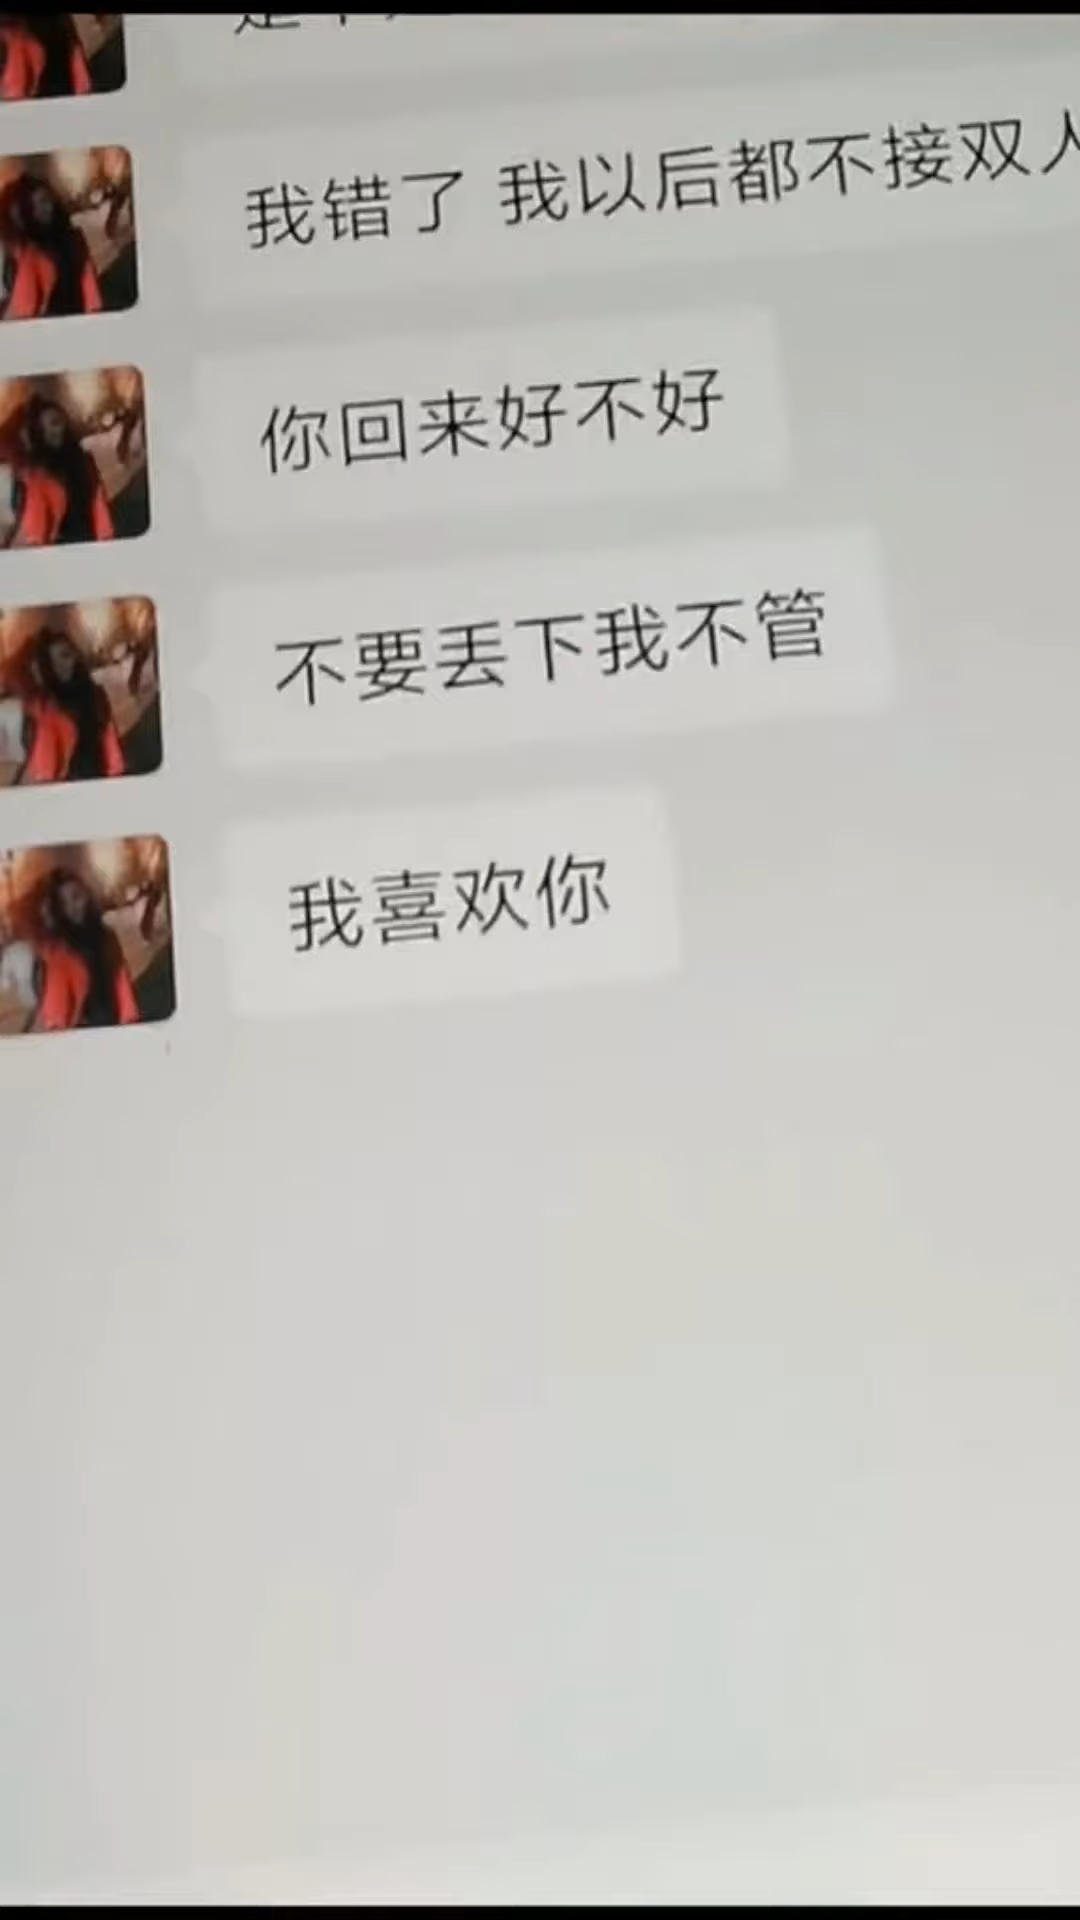 我错了 我以后都不接双人
你回来好不好
不要丢下我不管
我喜欢你